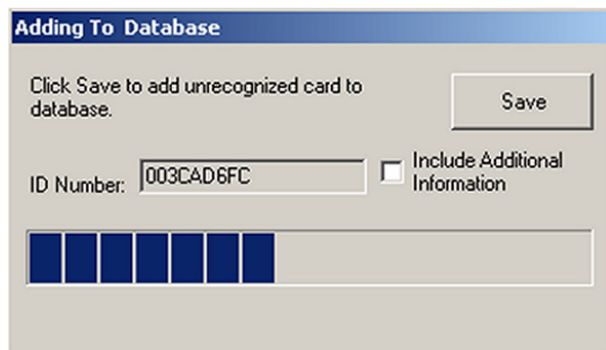 Adding To Database
Click Save to add unrecognized card to
database.
Save
ID Number:
003CAD6FC
Include Additional
Information